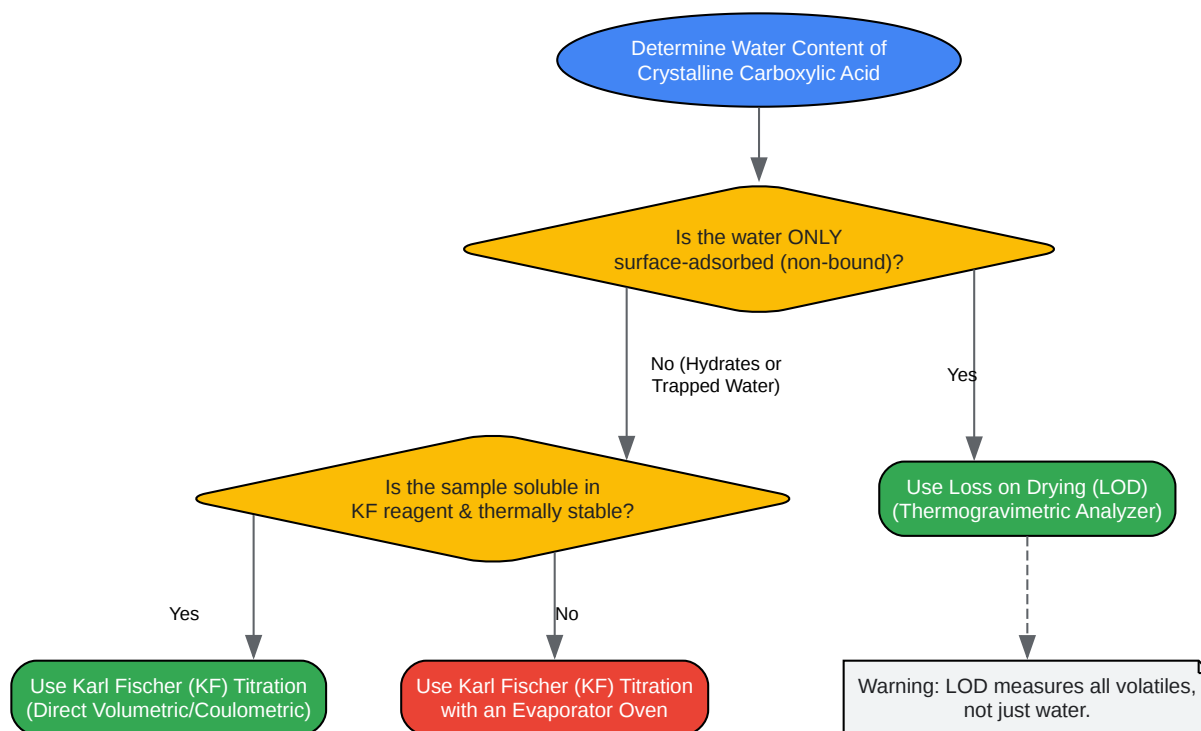 Determine Water Content of
Crystalline Carboxylic Acid
Is the water ONLY
surface-adsorbed (non-bound)?
No (Hydrates or
Trapped Water)
Yes
Is the sample soluble in
KF reagent & thermally stable?
Use Loss on Drying (LOD)
(Thermogravimetric Analyzer)
Yes
No
Use Karl Fischer (KF) Titration
(Direct Volumetric/Coulometric)
Use Karl Fischer (KF) Titration
with an Evaporator Oven
Warning: LOD measures all volatiles,
not just water.